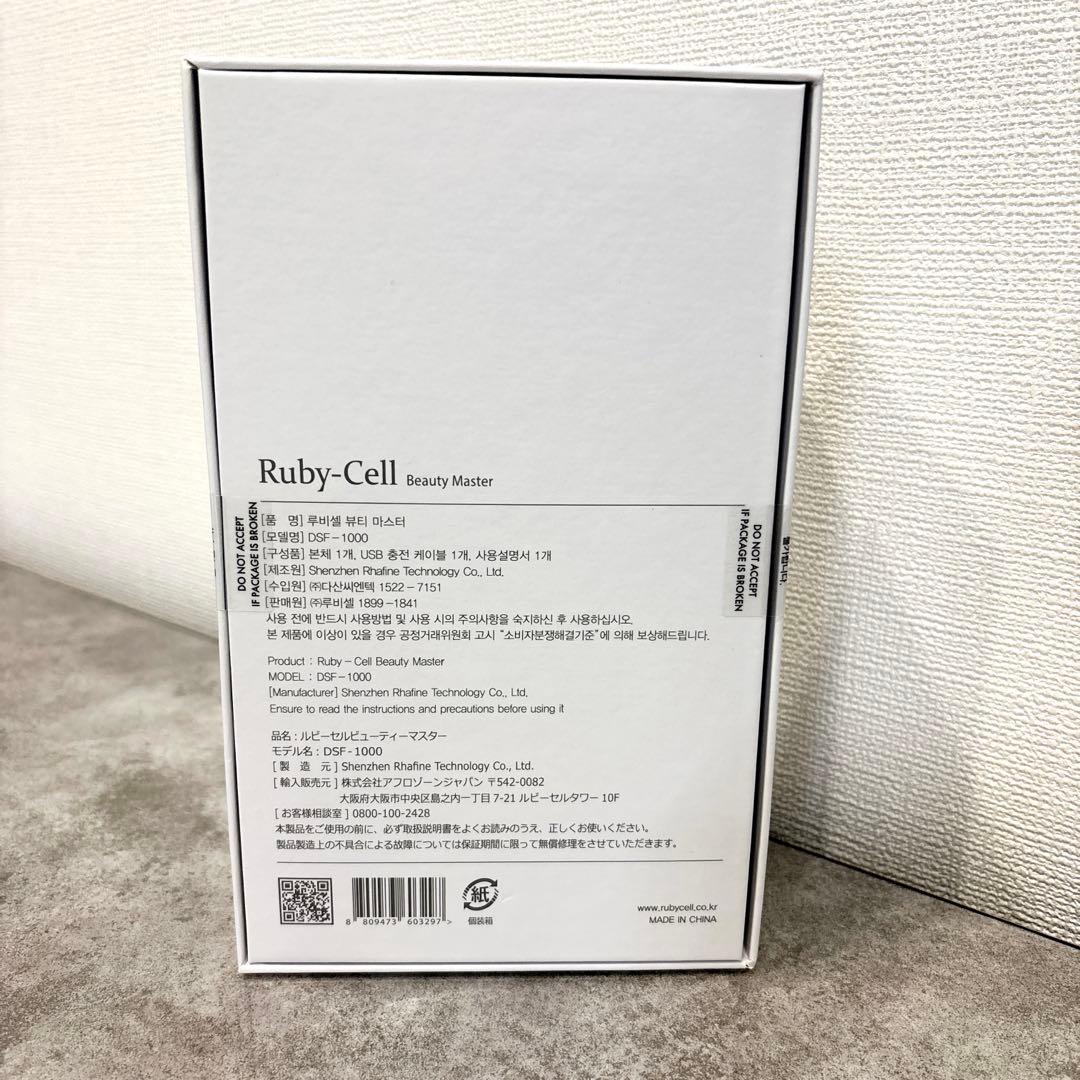 Ruby-Cell Beauty Master
DO NOT ACCEPT
IF PACKAGE IS BROKEN
DO NOT ACCEPT
IF PACKAGE IS BROKEN
[品 명] 루비셀 뷰티 마스터
[모델명] DSF-1000
[구성품] 본체 1개, USB 충전 케이블 1개, 사용설명서 1개
[제조원] Shenzhen Rhafine Technology Co., Ltd.
[수입원] ㈜다산씨엔텍 1522-7151
[판매원] ㈜루비셀 1899-1841
사용 전에 반드시 사용방법 및 사용 시의 주의사항을 숙지하신 후 사용하십시오.
본 제품에 이상이 있을 경우 공정거래위원회 고시 “소비자분쟁해결기준”에 의해 보상해드립니다.
Product : Ruby-Cell Beauty Master
MODEL : DSF-1000
[Manufacturer] Shenzhen Rhafine Technology Co., Ltd.
Ensure to read the instructions and precautions before using it
品名 : ルビーセルビューティーマスター
モデル名 : DSF-1000
[ 製 造 元 ] Shenzhen Rhafine Technology Co., Ltd.
[ 輸入販売元 ] 株式会社アフロゾーンジャパン 〒542-0082
大阪府大阪市中央区島之内一丁目 7-21 ルビーセルタワー 10F
[ お客様相談室 ] 0800-100-2428
本製品をご使用の前に、必ず取扱説明書をよくお読みのうえ、正しくお使いください。
製品製造上の不具合による故障については保証期間に限って無償修理をさせていただきます。
8 809473 603297 >
紙
個装箱
www.rubycell.co.kr
MADE IN CHINA